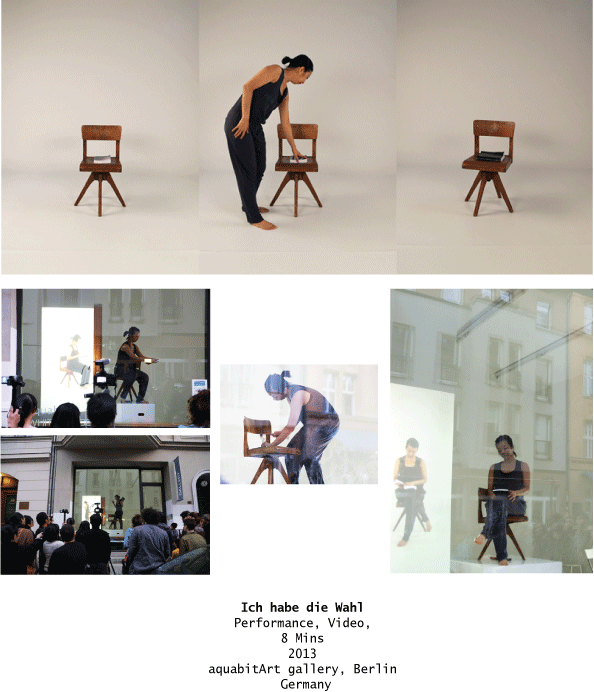 Ich habe die Wahl
Performance, Video,
8 Mins
2013
aquabitArt gallery, Berlin
Germany